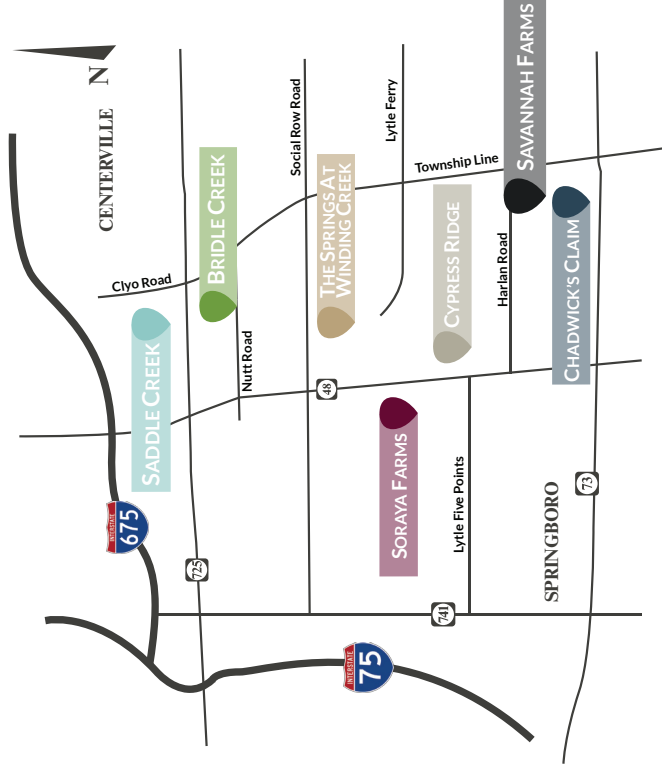 N
CENTERVILLE
Clyo Road
SADDLE CREEK
INTERSTATE
675
725
BRIDLE CREEK
Nutt Road
Social Row Road
THE SPRINGS AT
WINDING CREEK
48
Lytle Ferry
Township Line
CYPRESS RIDGE
SORAYA FARMS
Lytle Five Points
741
INTERSTATE
75
SAVANNAH FARMS
Harlan Road
CHADWICK'S CLAIM
73
SPRINGBORO